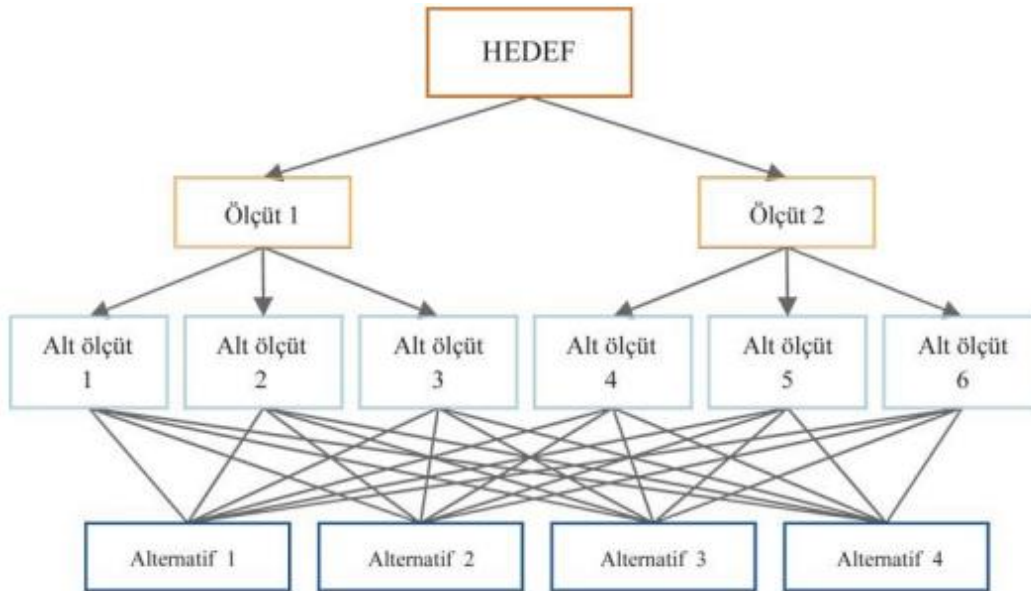 HEDEF
Ölçüt 1
Ölçüt 2
Alt ölçüt
1
Alt ölçüt
2
Alt ölçüt
3
Alt ölçüt
4
Alt ölçüt
5
Alt ölçüt
6
Alternatif 1
Alternatif 2
Alternatif 3
Alternatif 4